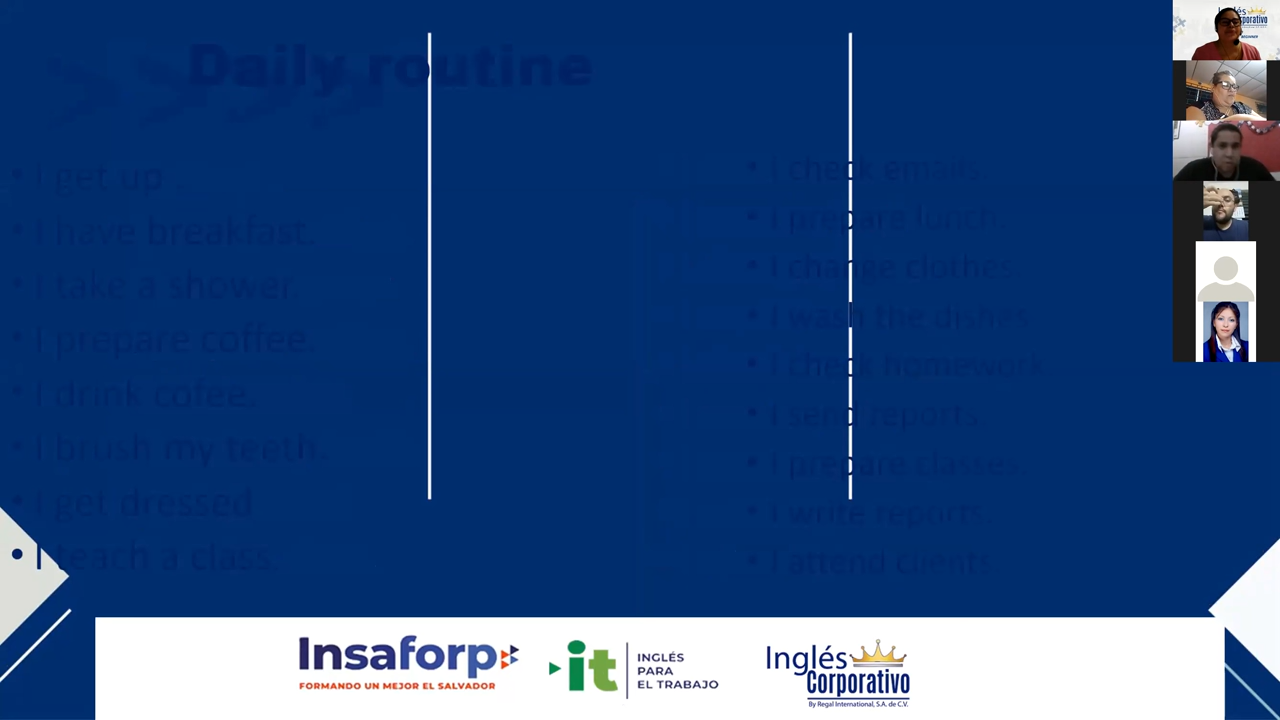 Daily routine
• I get up
• I have breakfast.
• I take a shower.
• I prepare coffee.
• I drink cofee.
• I brush my teeth.
• I get dressed
• I teach a class.
• I check emails.
• I prepare lunch.
• I change clothes.
• I wash the dishes
• I check homework
• I send reports.
• I prepare classes
• I write reports.
• I attend clients.
Inglés
Corporativo
Insaforp
FORMANDO UN MEJOR EL SALVADOR
it
INGLÉS
PARA
EL TRABAJO
Inglés
Corporativo
By Regal International, S.A. de C.V.